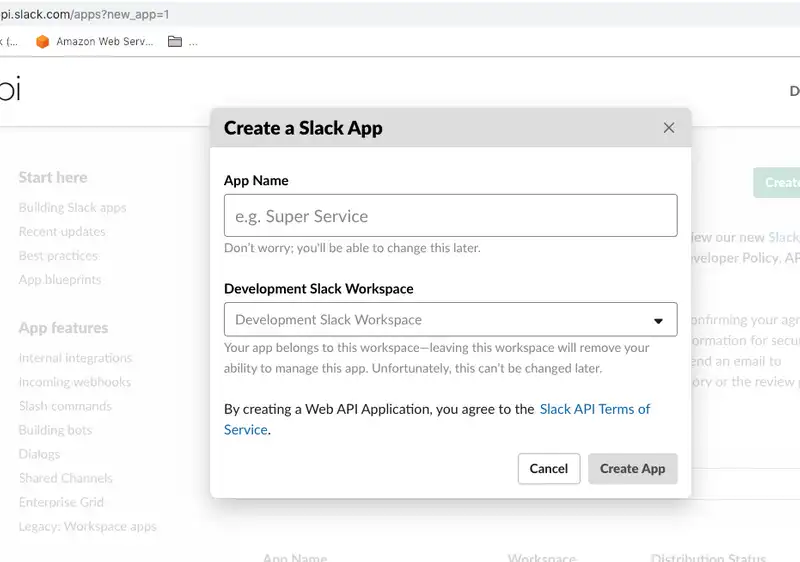 pi.slack.com/apps?new_app=1
Amazon Web Serv... ...
pi
Create a Slack App
App Name
e.g. Super Service
Don't worry; you'll be able to change this later.
Development Slack Workspace
Development Slack Workspace
Your app belongs to this workspace—leaving this workspace will remove your
ability to manage this app. Unfortunately, this can't be changed later.
By creating a Web API Application, you agree to the Slack API Terms of
Service.
Cancel Create App
Start here
Building Slack apps
Recent updates
Best practices
App blueprints
App features
Internal integrations
Incoming webhooks
Slash commands
Building bots
Dialogs
Shared Channels
Enterprise Grid
Legacy: Workspace apps
Create
iew our new Slack
veloper Policy. AP
onfirming your agr
ormation for secur
end an email to
ory or the review p
App Name Workspace Distribution Status